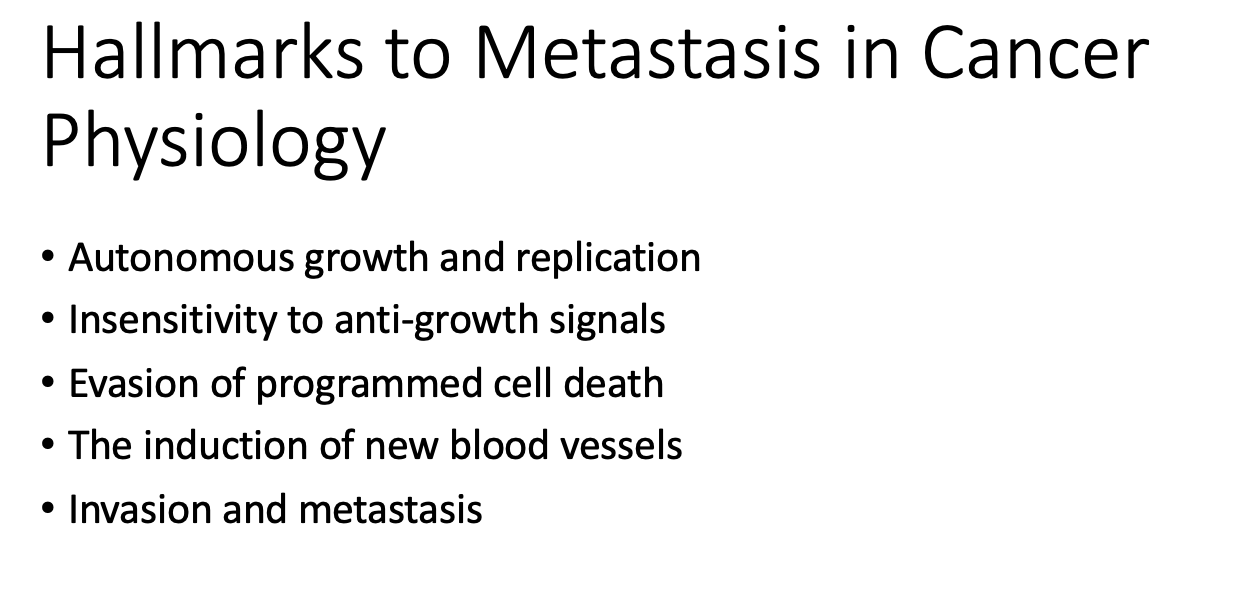 Hallmarks to Metastasis in Cancer
Physiology
• Autonomous growth and replication
• Insensitivity to anti-growth signals
• Evasion of programmed cell death
• The induction of new blood vessels
• Invasion and metastasis